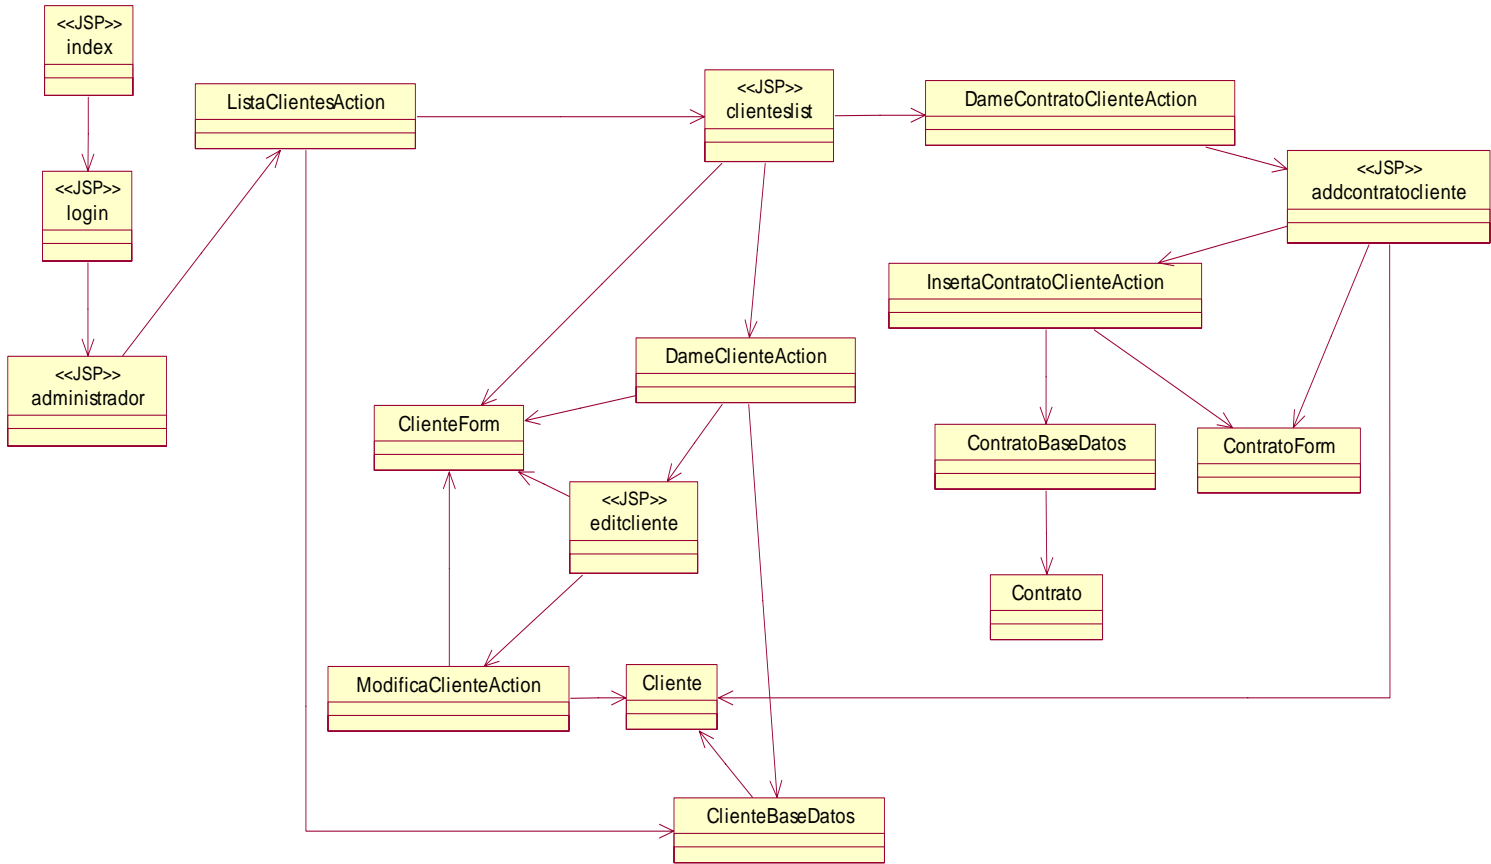 <<JSP>>
index
ListaClientesAction
<<JSP>>
clienteslist
DameContratoClienteAction
<<JSP>>
addcontratocliente
<<JSP>>
login
InsertaContratoClienteAction
<<JSP>>
administrador
DameClienteAction
ClienteForm
ContratoBaseDatos
ContratoForm
<<JSP>>
editcliente
Contrato
ModificaClienteAction
Cliente
ClienteBaseDatos